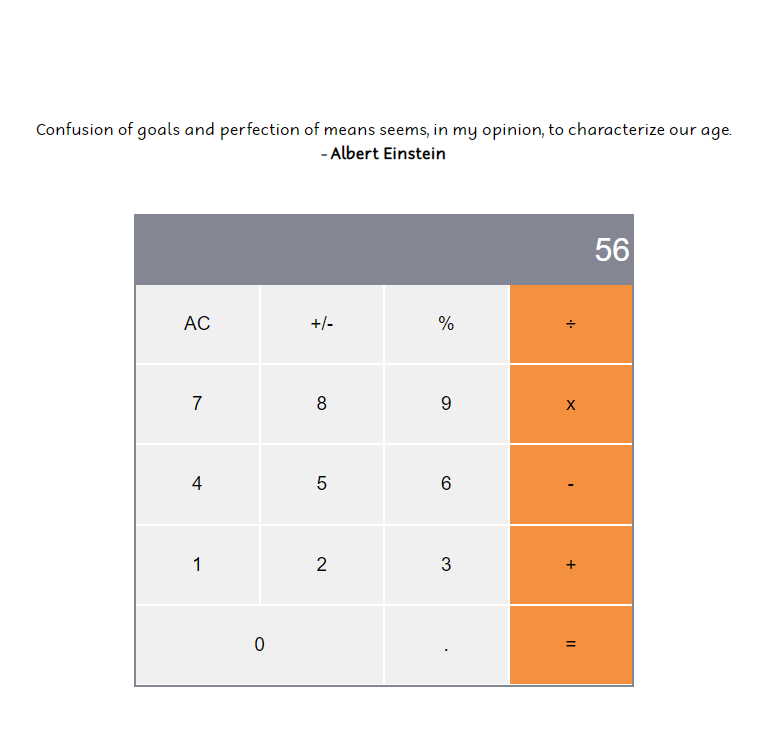 Confusion of goals and perfection of means seems, in my opinion, to characterize our age.
- Albert Einstein
56
AC +/- % ÷
7 8 9 x
4 5 6 -
1 2 3 +
0 . =